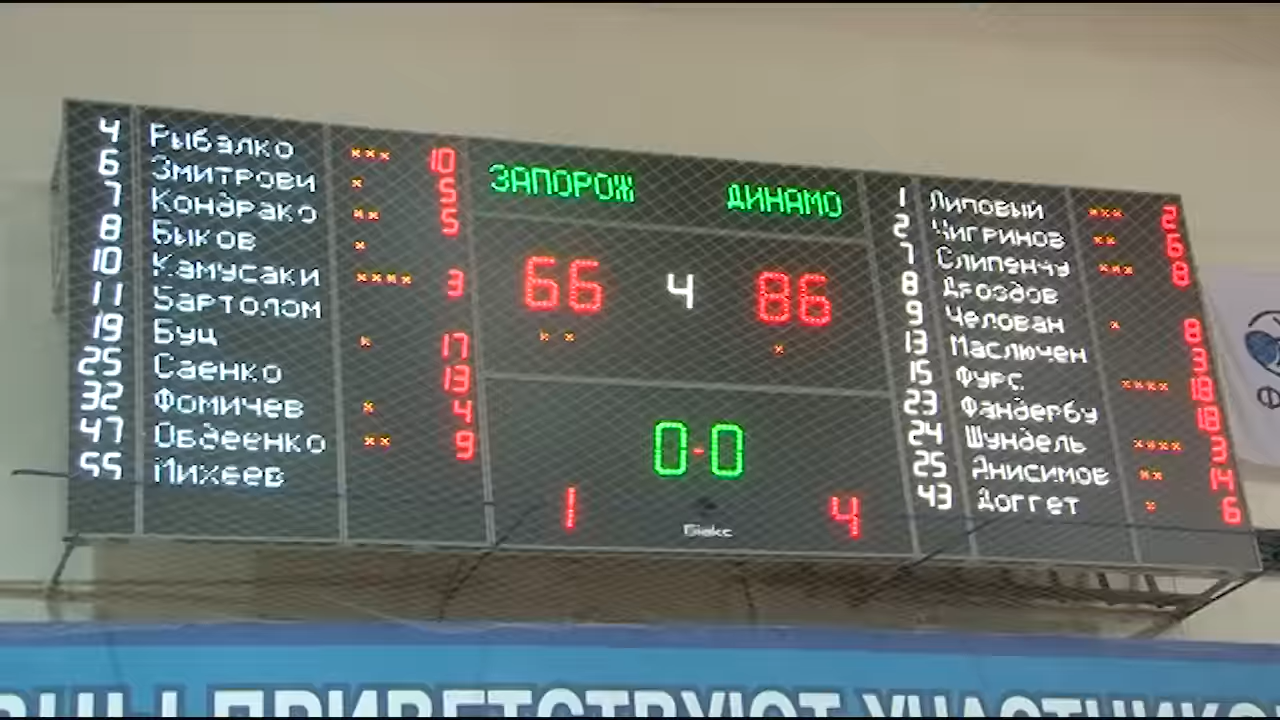 4 Рыбалко *** 10
6 Змитрови * 5
7 Кондрако ** 5
8 Быков *
10 Камусаки **** 3
11 Бартолом
19 Буц * 17
25 Саенко 13
32 Фомичев * 4
47 Овдеенко ** 9
55 Михеев
ЗАПОРОЖ ДИНАМО
66 4 86
** *
0-0
1 4
1 Липовый *** 2
2 Чигринов ** 6
7 Слипенчу *** 8
8 Дроздов
9 Челован * 8
13 Маслючен 3
15 Фурс **** 18
23 Фандербу 18
24 Шундель **** 3
25 Анисимов ** 14
43 Доггет * 6
ПРИВЕТСТВУЮТ